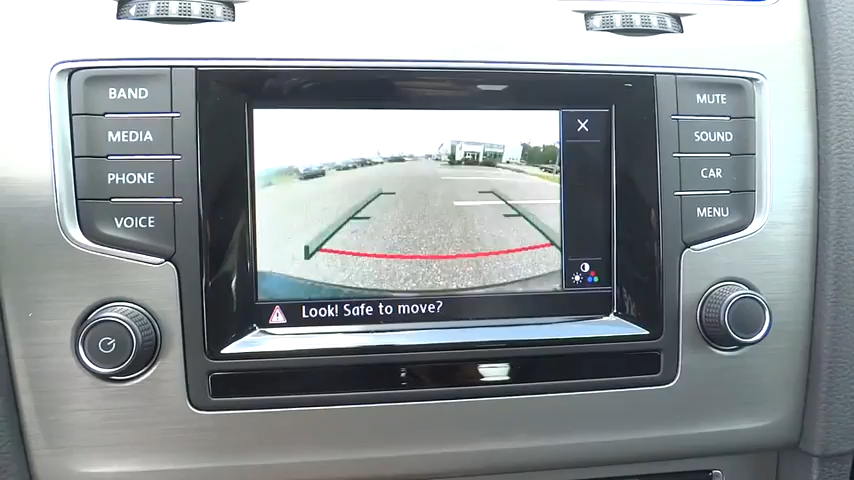 BAND
MEDIA
PHONE
VOICE
Look! Safe to move?
MUTE
SOUND
CAR
MENU